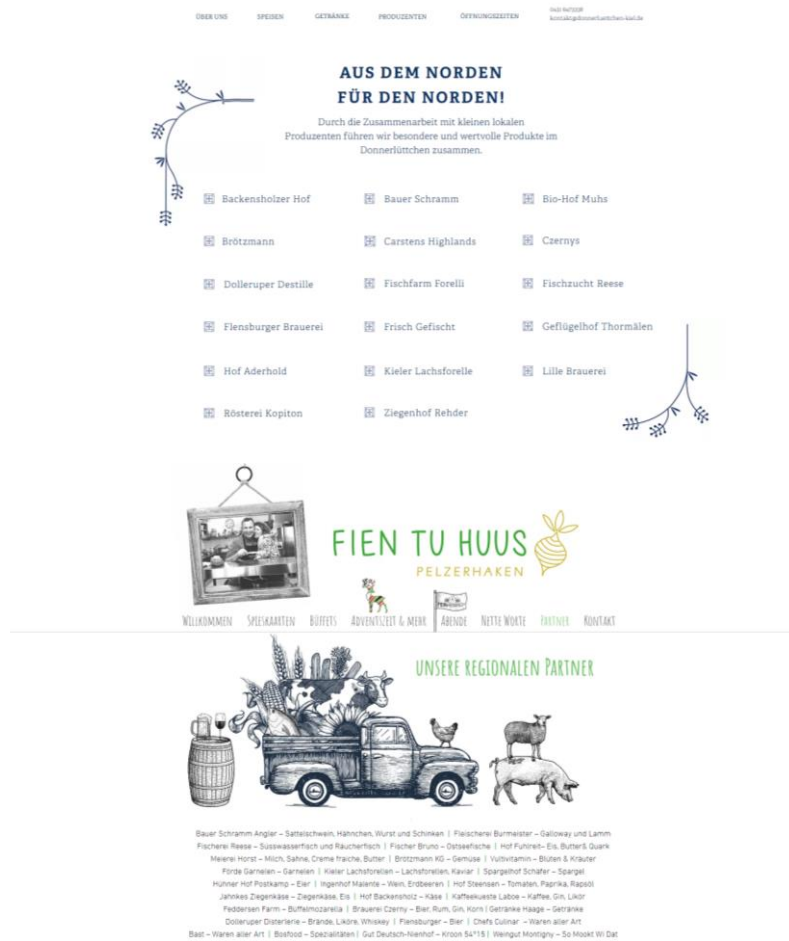 ÜBER UNS SPEISEN GETRÄNKE PRODUZENTEN ÖFFNUNGSZEITEN
AUS DEM NORDEN
FÜR DEN NORDEN!
Durch die Zusammenarbeit mit kleinen lokalen
Produzenten führen wir besondere und wertvolle Produkte im
Donnerlüttchen zusammen.
Backensholzer Hof Bauer Schramm Bio-Hof Muhs
Brötzmann Carstens Highlands Czernys
Dolleruper Destille Fischfarm Forelli Fischzucht Reese
Flensburger Brauerei Frisch Gefischt Geflügelhof Thormälen
Hof Aderhold Kieler Lachsforelle Lille Brauerei
Rösterei Kopiton Ziegenhof Rehder
FIEN TU HUUS
PELZERHAKEN
WILLKOMMEN SPIESKAARTEN BÜFFETS ADVENTSZEIT & MEHR ABENDE NETTE WORTE PARTNER KONTAKT
UNSERE REGIONALEN PARTNER
Bauer Schramm Angler – Sattelschwein, Hähnchen, Wurst und Schinken | Fleischerei Burmeister – Galloway und Lamm
Fischerei Reese – Süsswasserfisch und Räucherfisch | Fischer Bruno – Ostseefische | Hof Fuhlreit– Eis, Butter& Quark
Meierei Horst – Milch, Sahne, Creme fraiche, Butter | Brötzmann KG – Gemüse | Vultivitamin – Blüten & Kräuter
Förde Garnelen – Garnelen | Kieler Lachsforellen – Lachsforellen, Kaviar | Spargelhof Schäfer – Spargel
Hühner Hof Postkamp – Eier | Ingenhof Malente – Wein, Erdbeeren | Hof Steensen – Tomaten, Paprika, Rapsöl
Jahnkes Ziegenkäse – Ziegenkäse, Eis | Hof Backensholz – Käse | Kaffeekueste Laboe – Kaffee, Gin, Likör
Feddersen Farm – Büffelmozarella | Brauerei Czerny – Bier, Rum, Gin, Korn | Getränke Haage – Getränke
Dolleruper Disterlerie – Brände, Liköre, Whiskey | Flensburger – Bier | Chefs Culinar – Waren aller Art
Bast – Waren aller Art | Bosfood – Spezialitäten | Gut Deutsch-Nienhof – Kroon 54°15 | Weingut Montigny – So Mookt Wi Dat